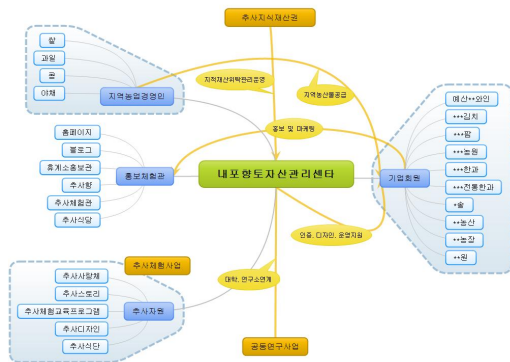 추사지식재산권
쌀
과일
콩
야채
지역농업경영인
지적재산위탁관리운영
지역농산물공급
홍보 및 마케팅
홈페이지
블로그
휴게소홍보관
추사향
추사체험관
추사식당
홍보체험관
내포향토자산관리센타
기업회원
예산**와인
***김치
***팜
***농원
***한과
***전통한과
*술
**농산
**농장
**원
인증, 디자인, 운영지원
대학, 연구소연계
추사체험사업
추사사랑채
추사스토리
추사체험교육프로그램
추사디자인
추사식단
추사자원
공동연구사업